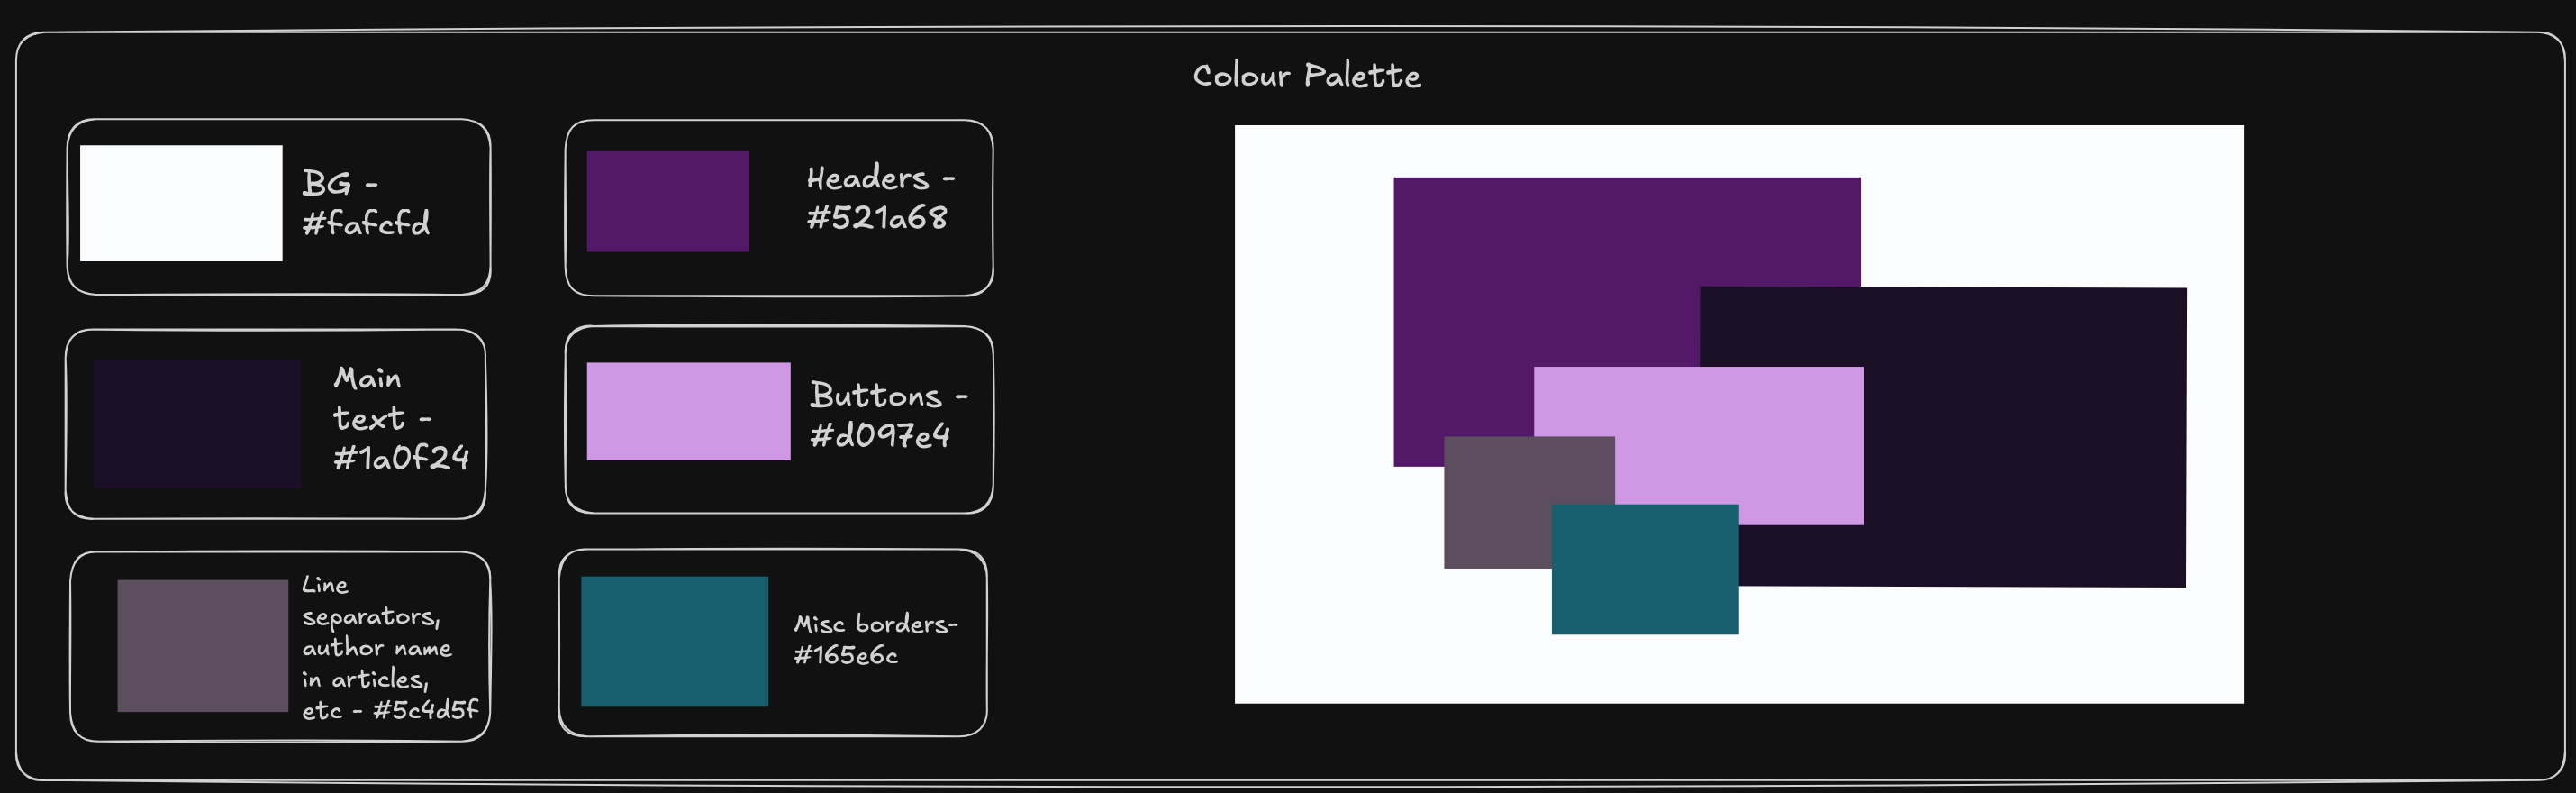 Colour Palette
BG -
#fafcfd
Headers -
#521a68
Main
text -
#1a0f24
Buttons -
#d097e4
Line
separators,
author name
in articles,
etc - #5c4d5f
Misc borders-
#165e6c